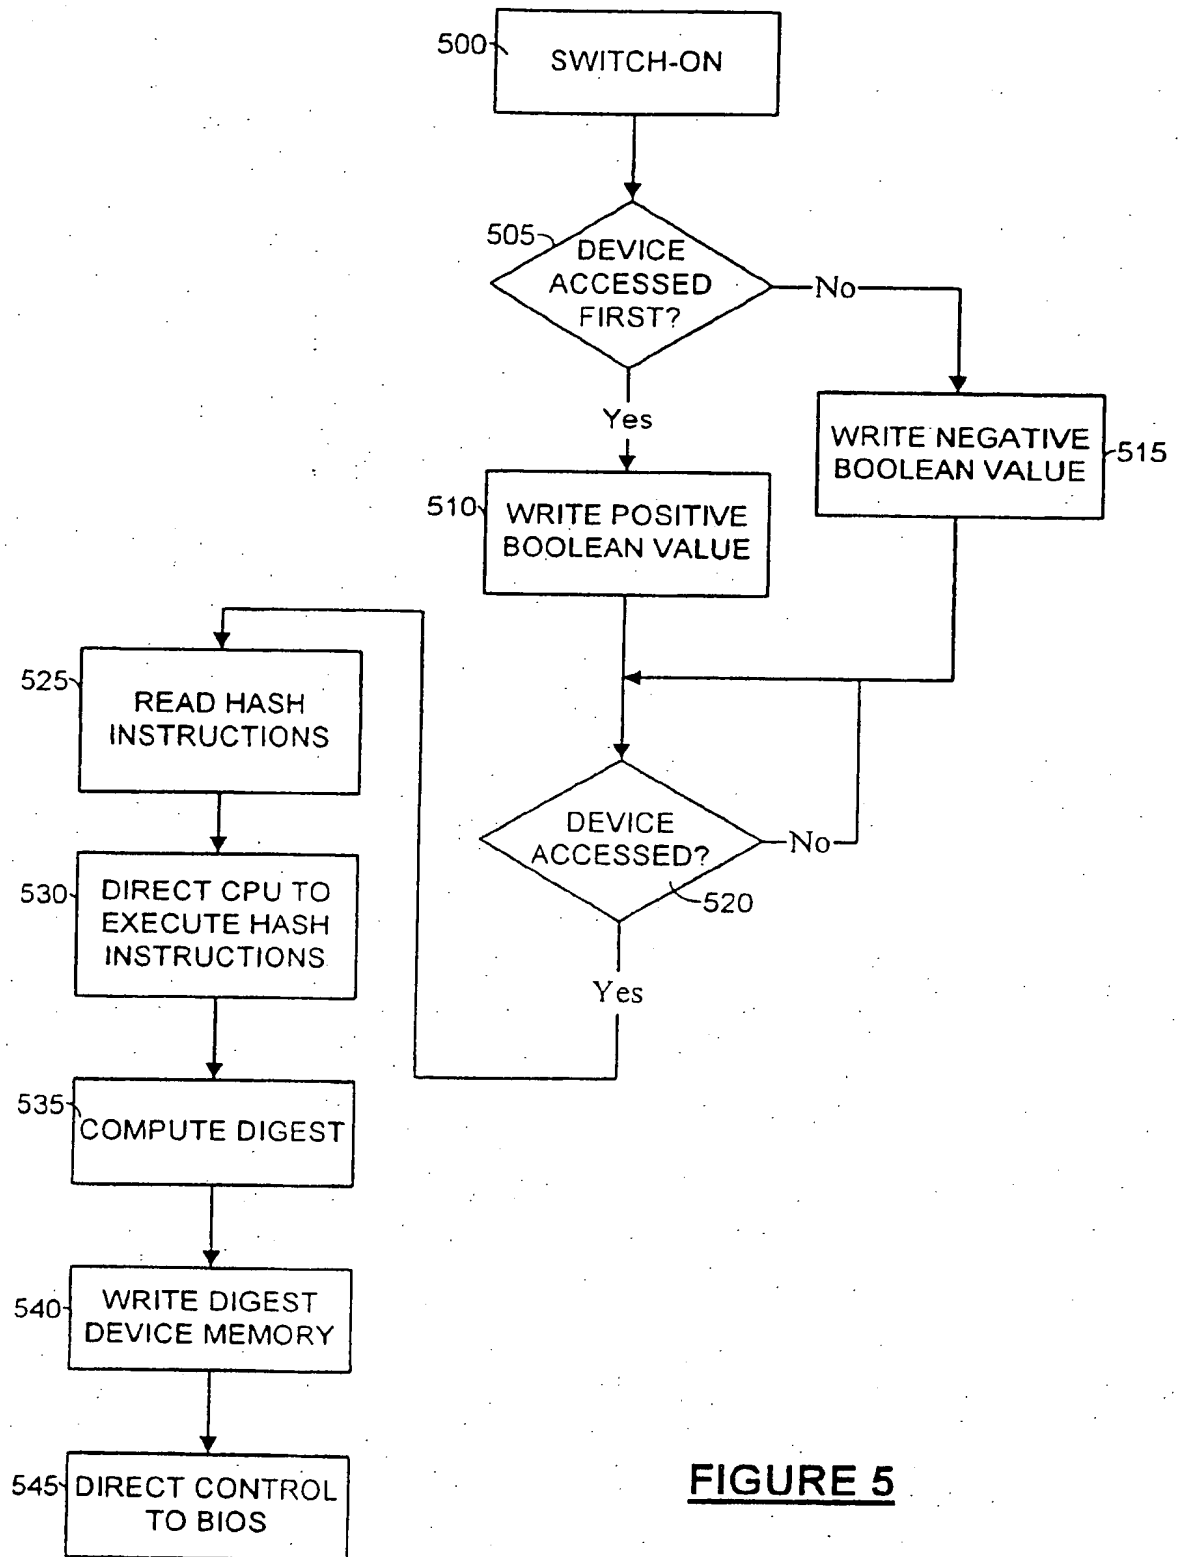 500
SWITCH-ON
505
DEVICE
ACCESSED
FIRST?
No
Yes
WRITE NEGATIVE
BOOLEAN VALUE
515
510
WRITE POSITIVE
BOOLEAN VALUE
525
READ HASH
INSTRUCTIONS
DEVICE
ACCESSED?
No
520
Yes
530
DIRECT CPU TO
EXECUTE HASH
INSTRUCTIONS
535
COMPUTE DIGEST
540
WRITE DIGEST
DEVICE MEMORY
545
DIRECT CONTROL
TO BIOS
FIGURE 5